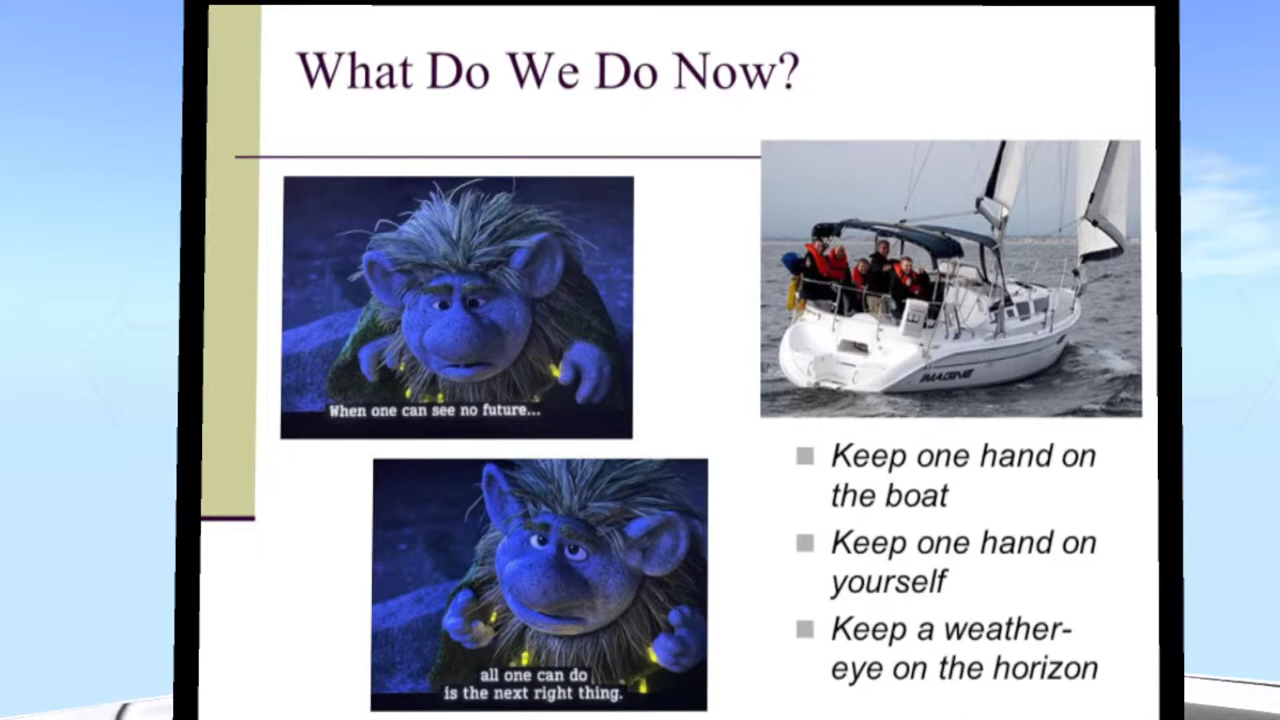 What Do We Do Now?
When one can see no future...
all one can do
is the next right thing.
IMAGINE
Keep one hand on
the boat
Keep one hand on
yourself
Keep a weather-
eye on the horizon